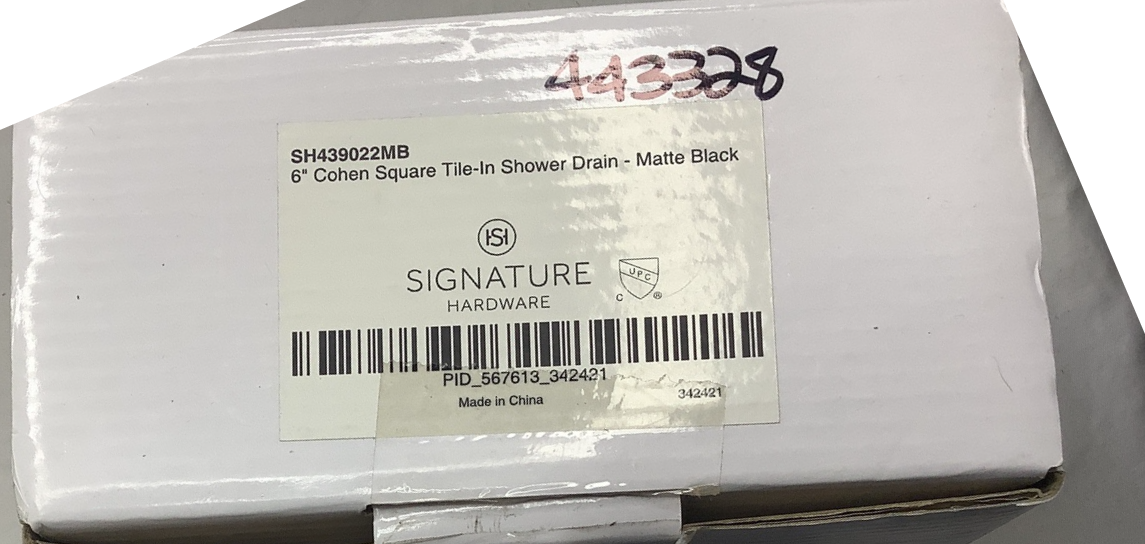 443328
SH439022MB
6" Cohen Square Tile-In Shower Drain - Matte Black
SH
SIGNATURE
HARDWARE
UPC
C ®
PID_567613_342421
Made in China
342421